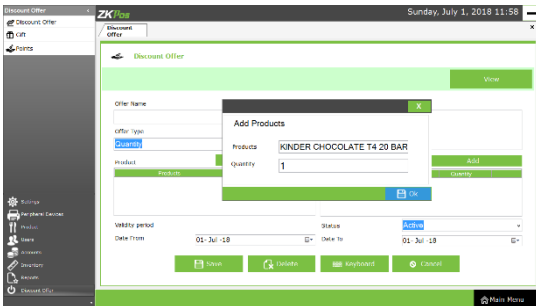 Discount Offer
ZKPos
Sunday, July 1, 2018 11:58
Discount Offer
Gift
Points
Discount
Offer
x
Discount Offer
View
Offer Name
X
Add Products
Offer Type
Quantity
Products KINDER CHOCOLATE T4 20 BAR
Quantity 1
Product
Add
Products
Quantity
Ok
Settings
Peripheral Devices
Product
Users
Accounts
Inventory
Reports
Discount Offer
Validity period
Status Active
Date From 01-Jul-18
Date To 01-Jul-18
Save
Delete
Keyboard
Cancel
Main Menu